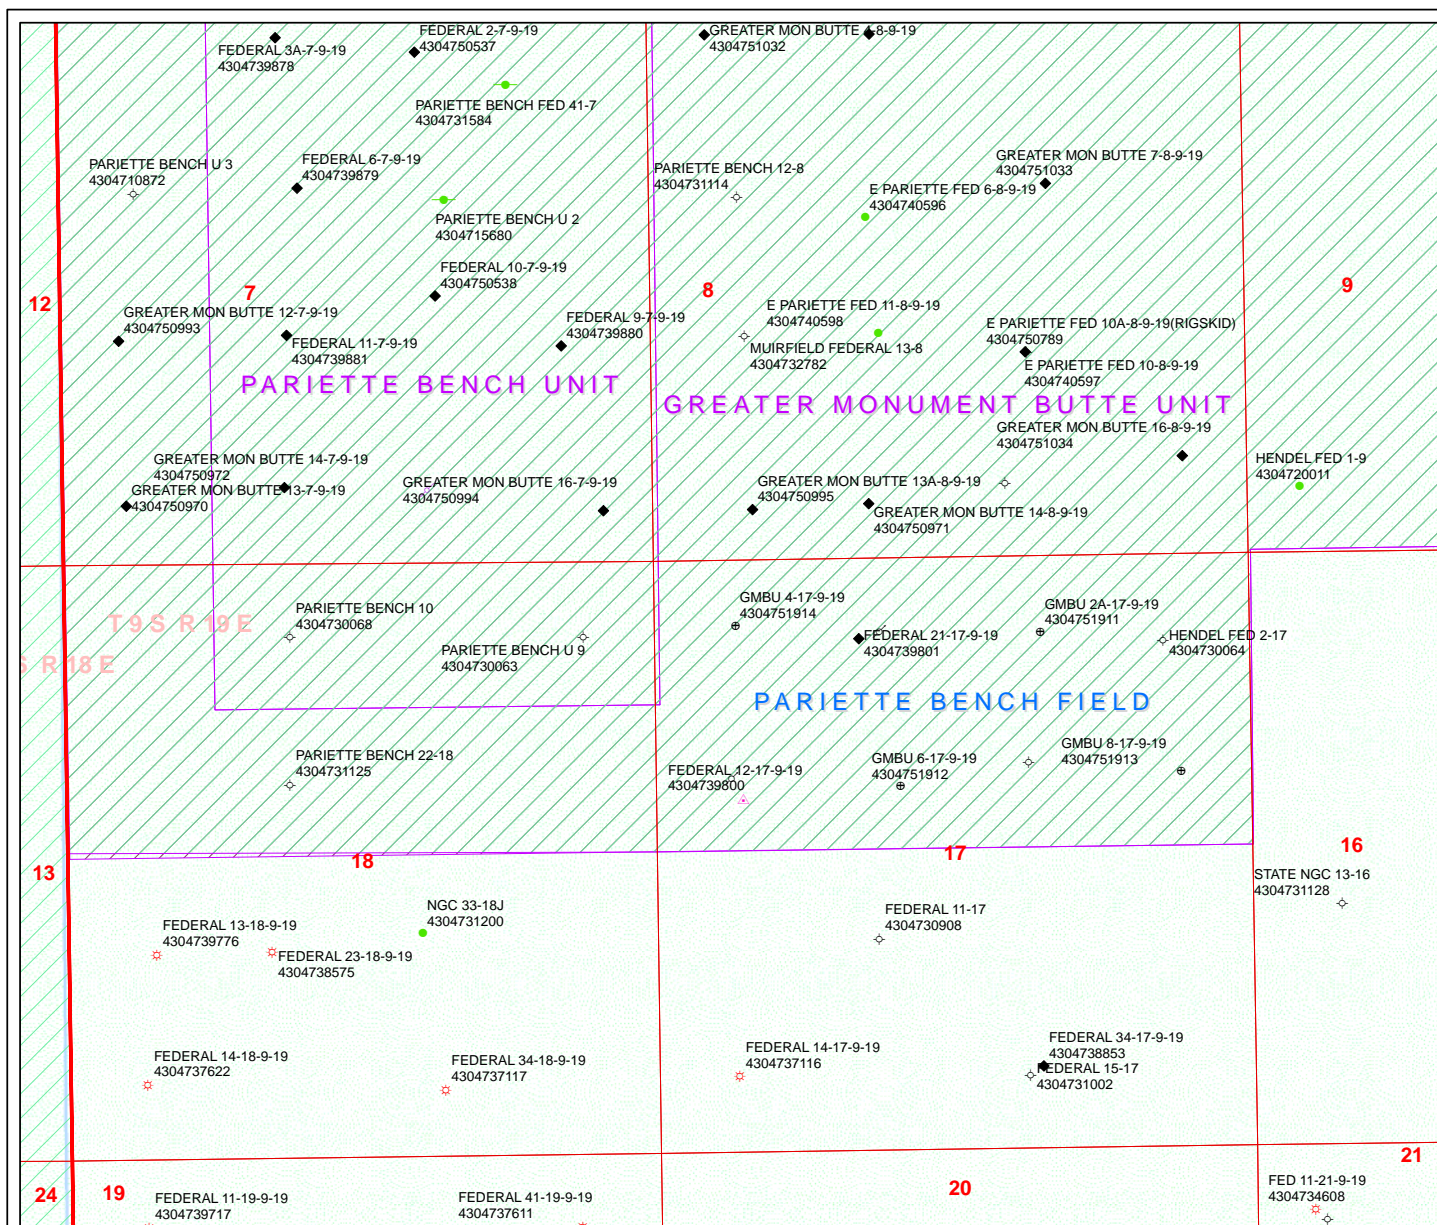 FEDERAL 3A-7-9-19
4304739878
FEDERAL 2-7-9-19
4304750537
GREATER MON BUTTE 4-8-9-19
4304751032
PARIETTE BENCH FED 41-7
4304731584
PARIETTE BENCH U 3
4304710872
FEDERAL 6-7-9-19
4304739879
PARIETTE BENCH 12-8
4304731114
GREATER MON BUTTE 7-8-9-19
4304751033
E PARIETTE FED 6-8-9-19
4304740596
PARIETTE BENCH U 2
4304715680
FEDERAL 10-7-9-19
4304750538
12
7
8
9
GREATER MON BUTTE 12-7-9-19
4304750993
FEDERAL 11-7-9-19
4304739881
FEDERAL 9-7-9-19
4304739880
E PARIETTE FED 11-8-9-19
4304740598
MUIRFIELD FEDERAL 13-8
4304732782
E PARIETTE FED 10A-8-9-19(RIGSKID)
4304750789
E PARIETTE FED 10-8-9-19
4304740597
PARIETTE BENCH UNIT
GREATER MONUMENT BUTTE UNIT
GREATER MON BUTTE 16-8-9-19
4304751034
GREATER MON BUTTE 14-7-9-19
4304750972
GREATER MON BUTTE 13-7-9-19
4304750970
GREATER MON BUTTE 16-7-9-19
4304750994
GREATER MON BUTTE 13A-8-9-19
4304750995
GREATER MON BUTTE 14-8-9-19
4304750971
HENDEL FED 1-9
4304720011
T9S R19E
S R18E
PARIETTE BENCH 10
4304730068
PARIETTE BENCH U 9
4304730063
GMBU 4-17-9-19
4304751914
FEDERAL 21-17-9-19
4304739801
GMBU 2A-17-9-19
4304751911
HENDEL FED 2-17
4304730064
PARIETTE BENCH FIELD
PARIETTE BENCH 22-18
4304731125
FEDERAL 12-17-9-19
4304739800
GMBU 6-17-9-19
4304751912
GMBU 8-17-9-19
4304751913
13
18
17
16
STATE NGC 13-16
4304731128
FEDERAL 13-18-9-19
4304739776
FEDERAL 23-18-9-19
4304738575
NGC 33-18J
4304731200
FEDERAL 11-17
4304730908
FEDERAL 14-18-9-19
4304737622
FEDERAL 34-18-9-19
4304737117
FEDERAL 14-17-9-19
4304737116
FEDERAL 34-17-9-19
4304738853
FEDERAL 15-17
4304731002
24
19
20
21
FEDERAL 11-19-9-19
4304739717
FEDERAL 41-19-9-19
4304737611
FED 11-21-9-19
4304734608